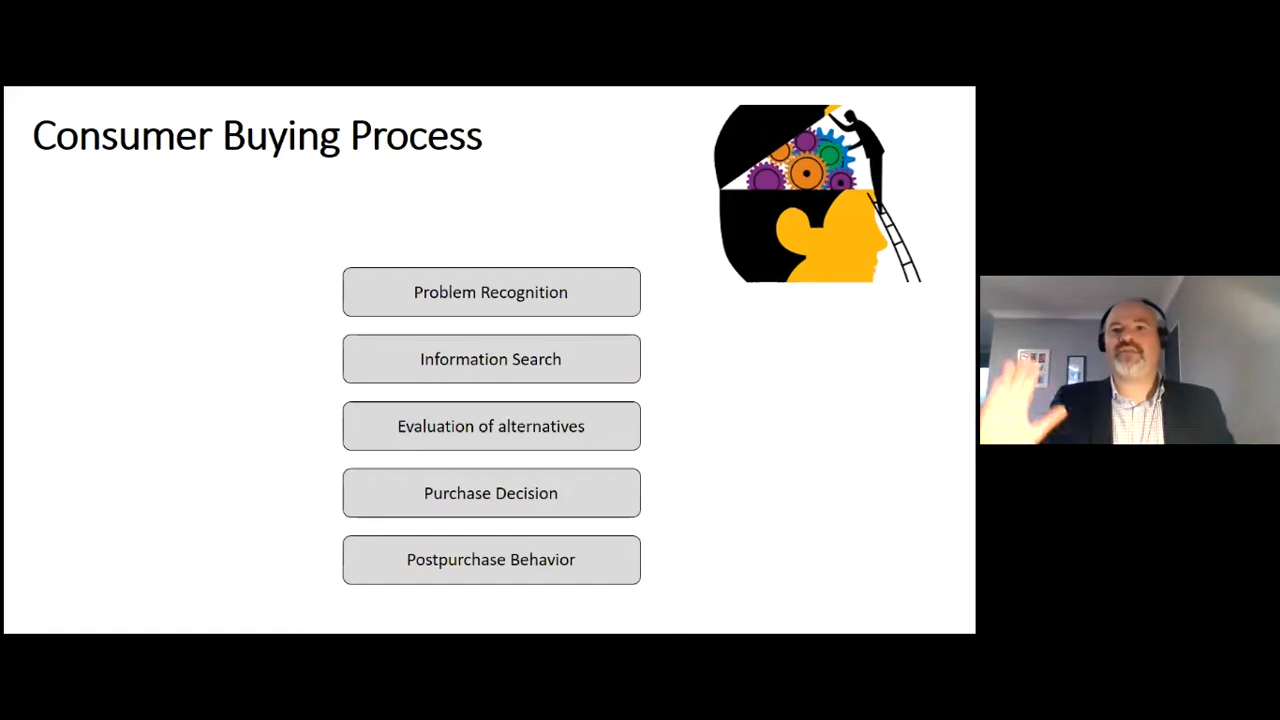 Consumer Buying Process
Problem Recognition
Information Search
Evaluation of alternatives
Purchase Decision
Postpurchase Behavior